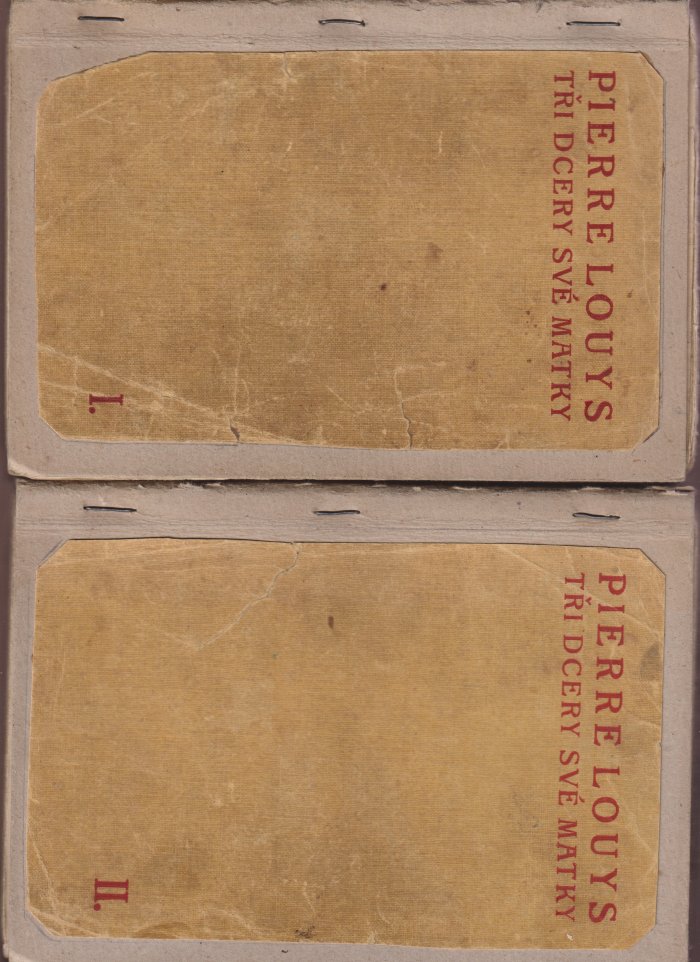 PIERRE LOUYS
TŘI DCERY SVÉ MATKY
I.
PIERRE LOUYS
TŘI DCERY SVÉ MATKY
II.